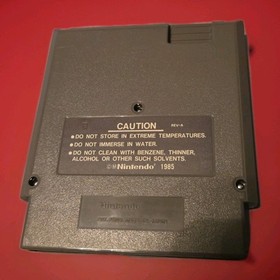 CAUTION
REV-A
●DO NOT STORE IN EXTREME TEMPERATURES.
●DO NOT IMMERSE IN WATER.
●DO NOT CLEAN WITH BENZENE, THINNER,
ALCOHOL OR OTHER SUCH SOLVENTS.
©Nintendo 1985